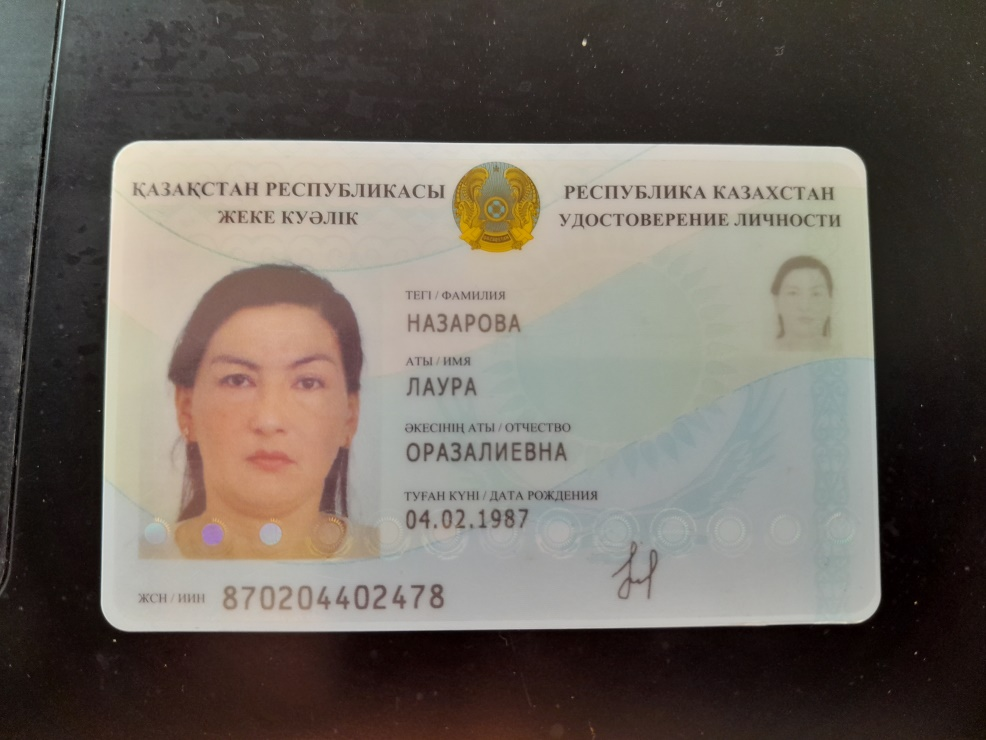 ҚАЗАҚСТАН РЕСПУБЛИКАСЫ
ЖЕКЕ КУӘЛІК
РЕСПУБЛИКА КАЗАХСТАН
УДОСТОВЕРЕНИЕ ЛИЧНОСТИ
ТЕГІ / ФАМИЛИЯ
НАЗАРОВА
АТЫ / ИМЯ
ЛАУРА
ӘКЕСІНІҢ АТЫ / ОТЧЕСТВО
ОРАЗАЛИЕВНА
ТУҒАН КҮНІ / ДАТА РОЖДЕНИЯ
04.02.1987
ЖСН / ИИН 870204402478